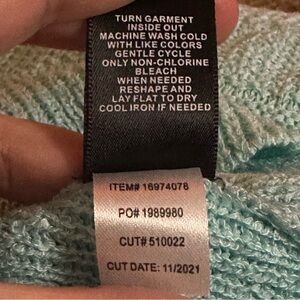 TURN GARMENT
INSIDE OUT
MACHINE WASH COLD
WITH LIKE COLORS
GENTLE CYCLE
ONLY NON-CHLORINE
BLEACH
WHEN NEEDED
RESHAPE AND
LAY FLAT TO DRY
COOL IRON IF NEEDED
ITEM# 16974078
PO# 1989980
CUT# 510022
CUT DATE: 11/2021